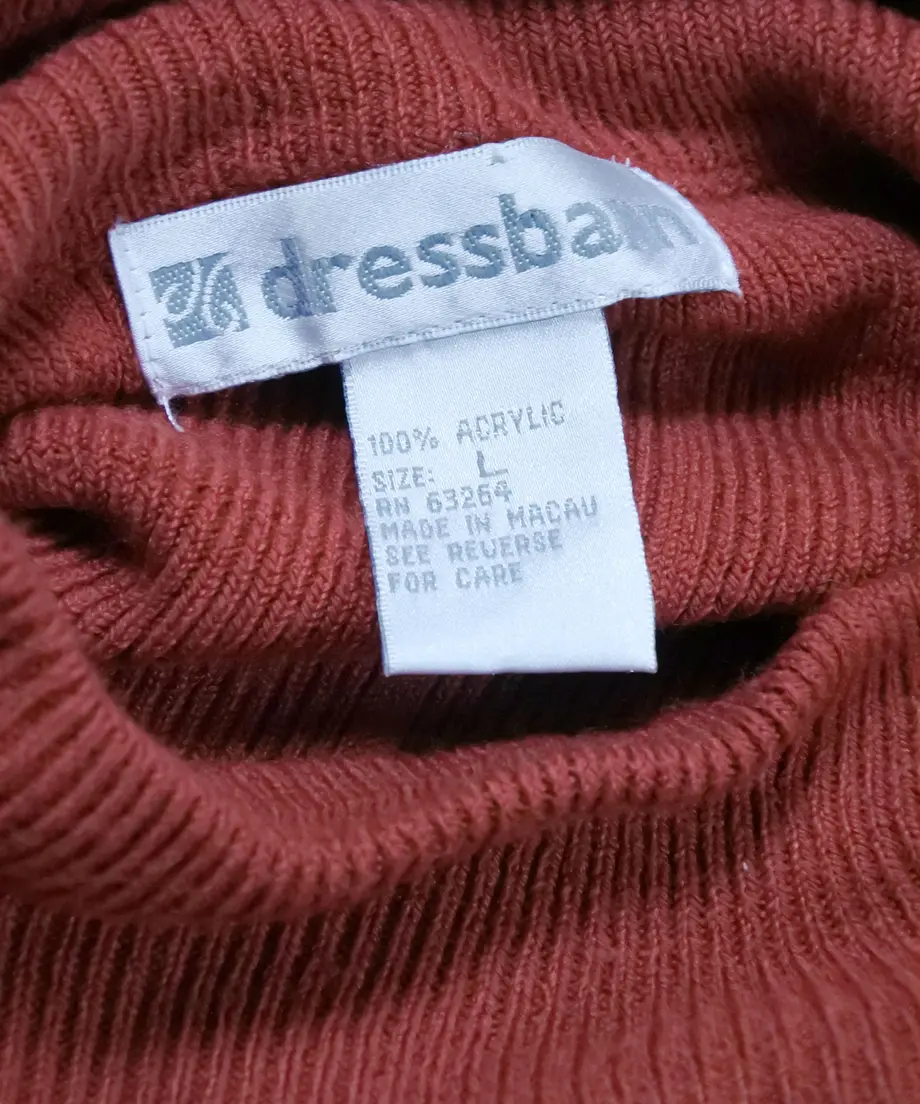 dressbarn
100% ACRYLIC
SIZE: L
RN 63264
MADE IN MACAU
SEE REVERSE
FOR CARE